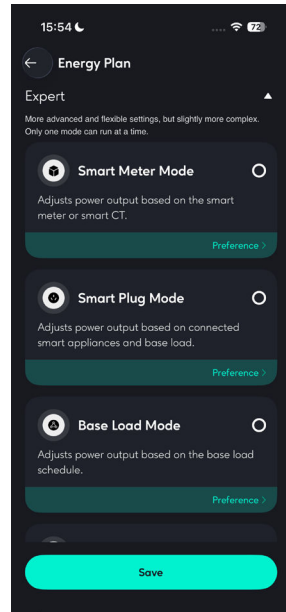 15:54
72
Energy Plan
Expert
More advanced and flexible settings, but slightly more complex.
Only one mode can run at a time.
Smart Meter Mode
Adjusts power output based on the smart
meter or smart CT.
Preference >
Smart Plug Mode
Adjusts power output based on connected
smart appliances and base load.
Preference >
A
Base Load Mode
Adjusts power output based on the base load
schedule.
Preference >
Save